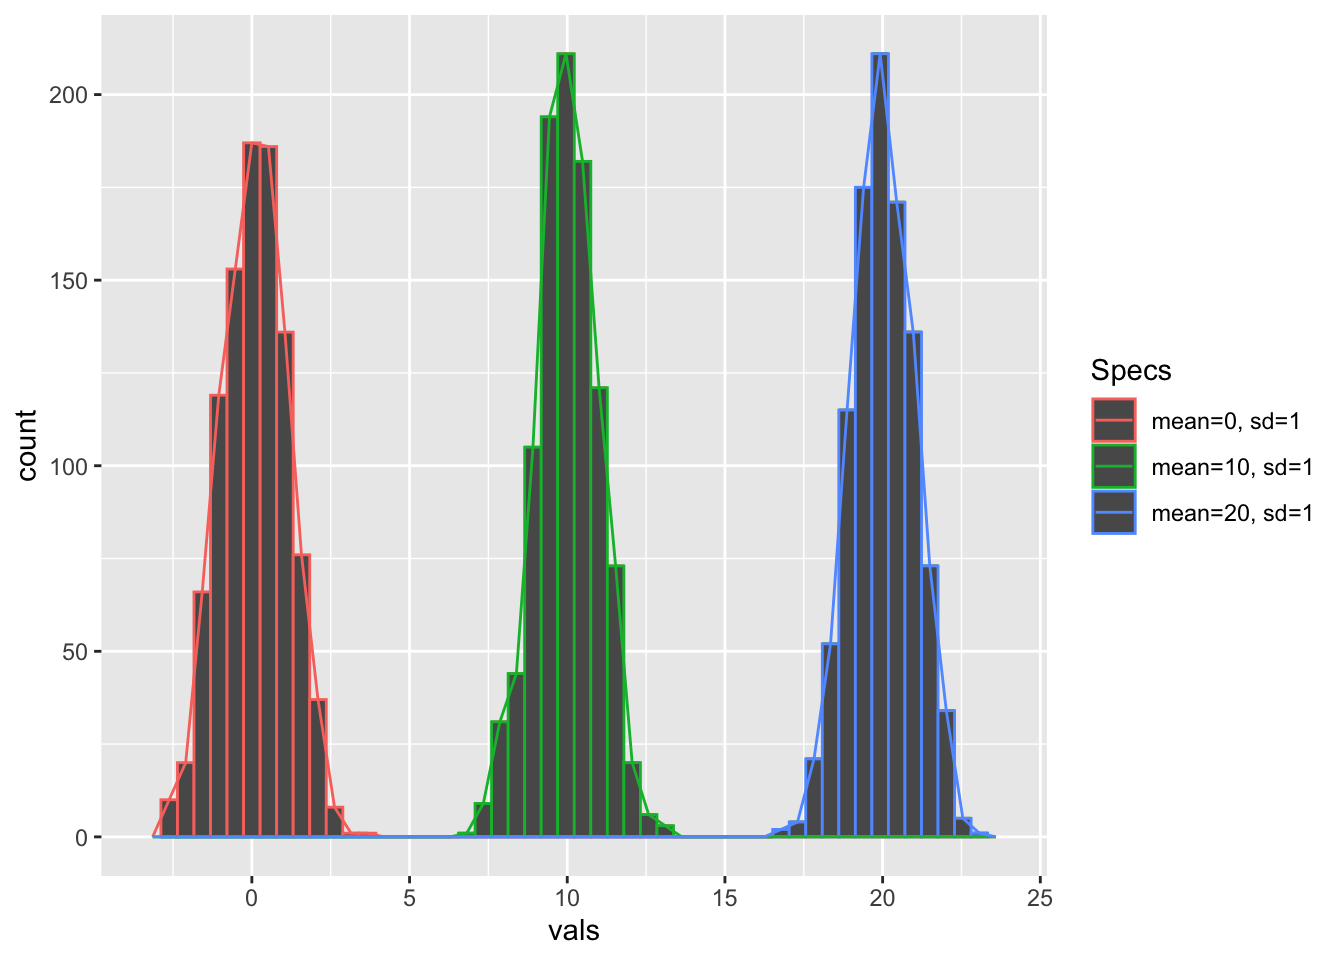 200
150
100
50
0
count
0 5 10 15 20 25
vals
Specs
mean=0, sd=1
mean=10, sd=1
mean=20, sd=1